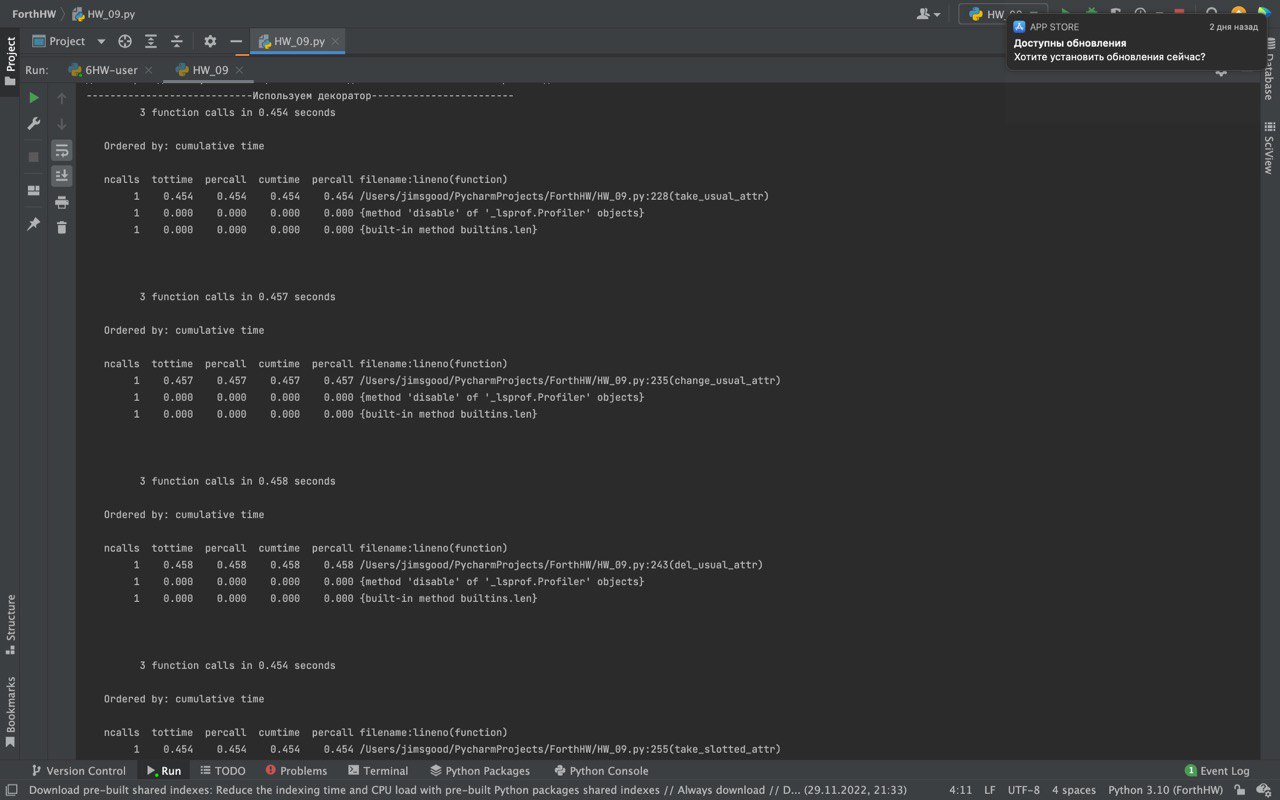 ForthHW 〉 HW_09.py
APP STORE 2 дня назад
Доступны обновления
Хотите установить обновления сейчас?
Project
Project HW_09.py
Run: 6HW-user HW_09
---------------------------Используем декоратор------------------------
3 function calls in 0.454 seconds
Ordered by: cumulative time
ncalls tottime percall cumtime percall filename:lineno(function)
1 0.454 0.454 0.454 0.454 /Users/jimsgood/PycharmProjects/ForthHW/HW_09.py:228(take_usual_attr)
1 0.000 0.000 0.000 0.000 {method 'disable' of '_lsprof.Profiler' objects}
1 0.000 0.000 0.000 0.000 {built-in method builtins.len}
3 function calls in 0.457 seconds
Ordered by: cumulative time
ncalls tottime percall cumtime percall filename:lineno(function)
1 0.457 0.457 0.457 0.457 /Users/jimsgood/PycharmProjects/ForthHW/HW_09.py:235(change_usual_attr)
1 0.000 0.000 0.000 0.000 {method 'disable' of '_lsprof.Profiler' objects}
1 0.000 0.000 0.000 0.000 {built-in method builtins.len}
3 function calls in 0.458 seconds
Ordered by: cumulative time
ncalls tottime percall cumtime percall filename:lineno(function)
1 0.458 0.458 0.458 0.458 /Users/jimsgood/PycharmProjects/ForthHW/HW_09.py:243(del_usual_attr)
1 0.000 0.000 0.000 0.000 {method 'disable' of '_lsprof.Profiler' objects}
1 0.000 0.000 0.000 0.000 {built-in method builtins.len}
3 function calls in 0.454 seconds
Ordered by: cumulative time
ncalls tottime percall cumtime percall filename:lineno(function)
1 0.454 0.454 0.454 0.454 /Users/jimsgood/PycharmProjects/ForthHW/HW_09.py:255(take_slotted_attr)
Database
SciView
Structure
Bookmarks
Version Control Run TODO Problems Terminal Python Packages Python Console 1 Event Log
Download pre-built shared indexes: Reduce the indexing time and CPU load with pre-built Python packages shared indexes // Always download // D... (29.11.2022, 21:33) 4:11 LF UTF-8 4 spaces Python 3.10 (ForthHW)